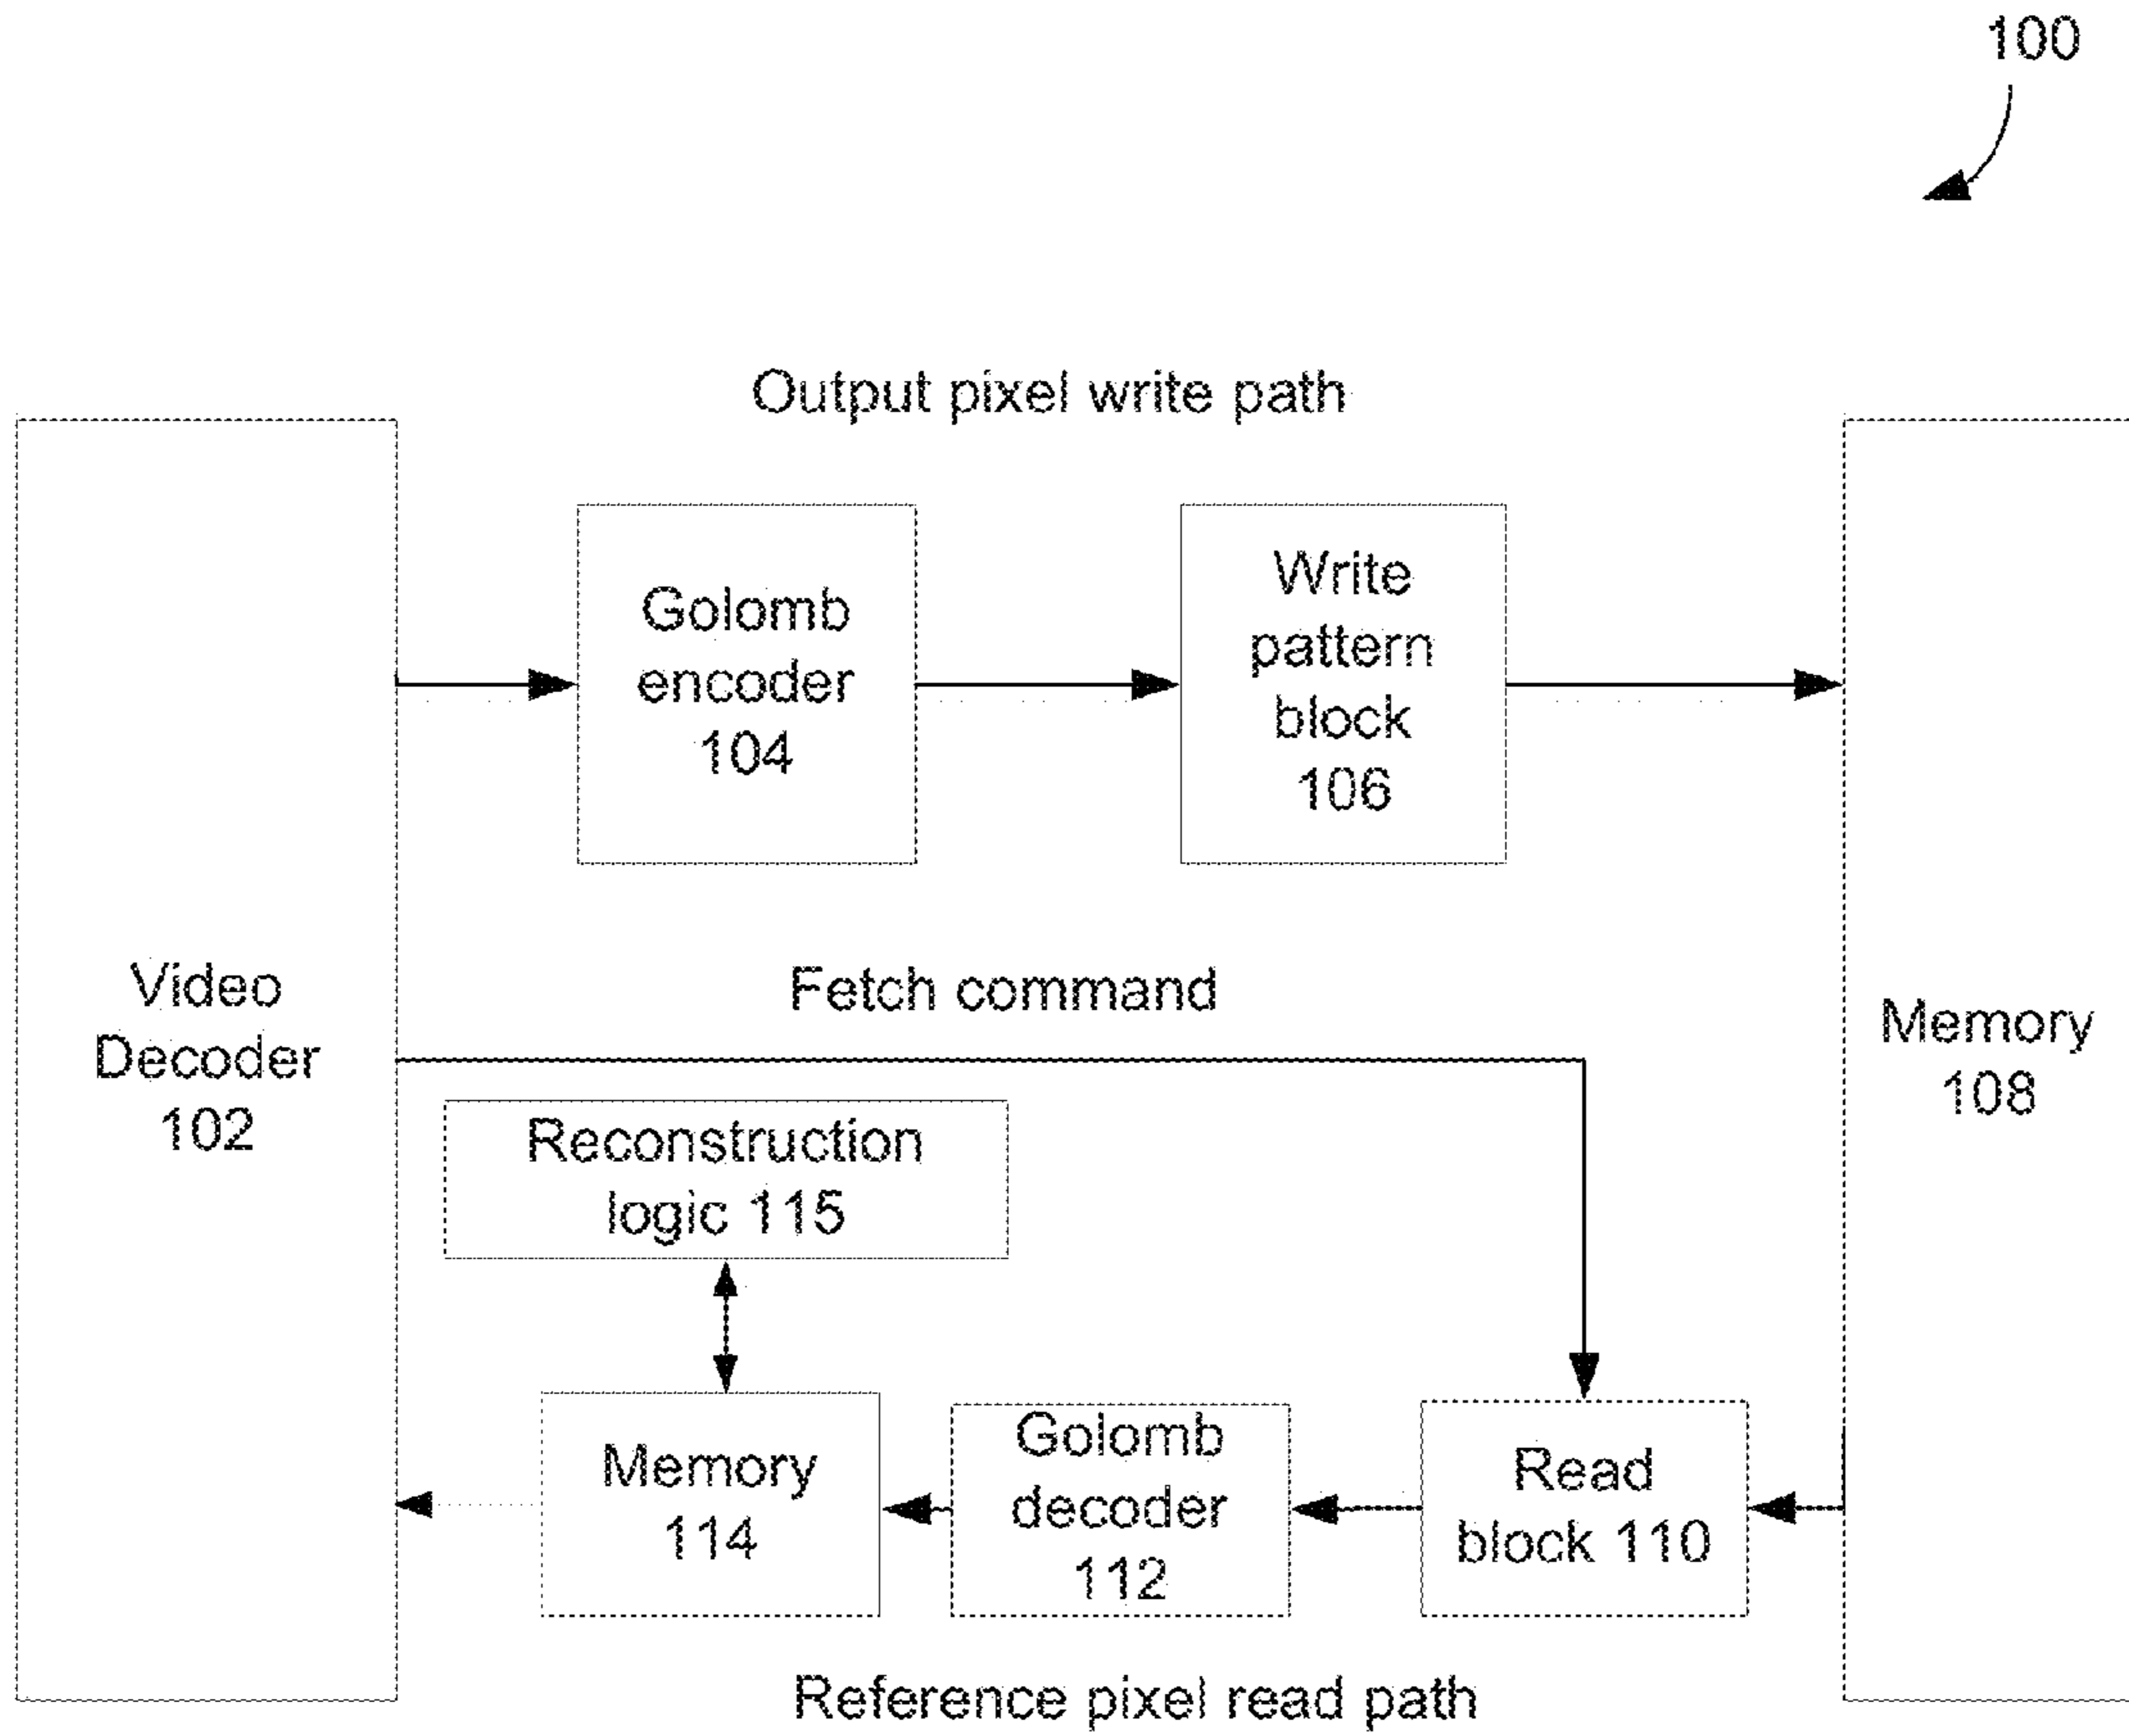 100
Output pixel write path
Golomb
encoder
104
Write
pattern
block
106
Video
Decoder
102
Fetch command
Memory
108
Reconstruction
logic 115
Memory
114
Golomb
decoder
112
Read
block 110
Reference pixel read path